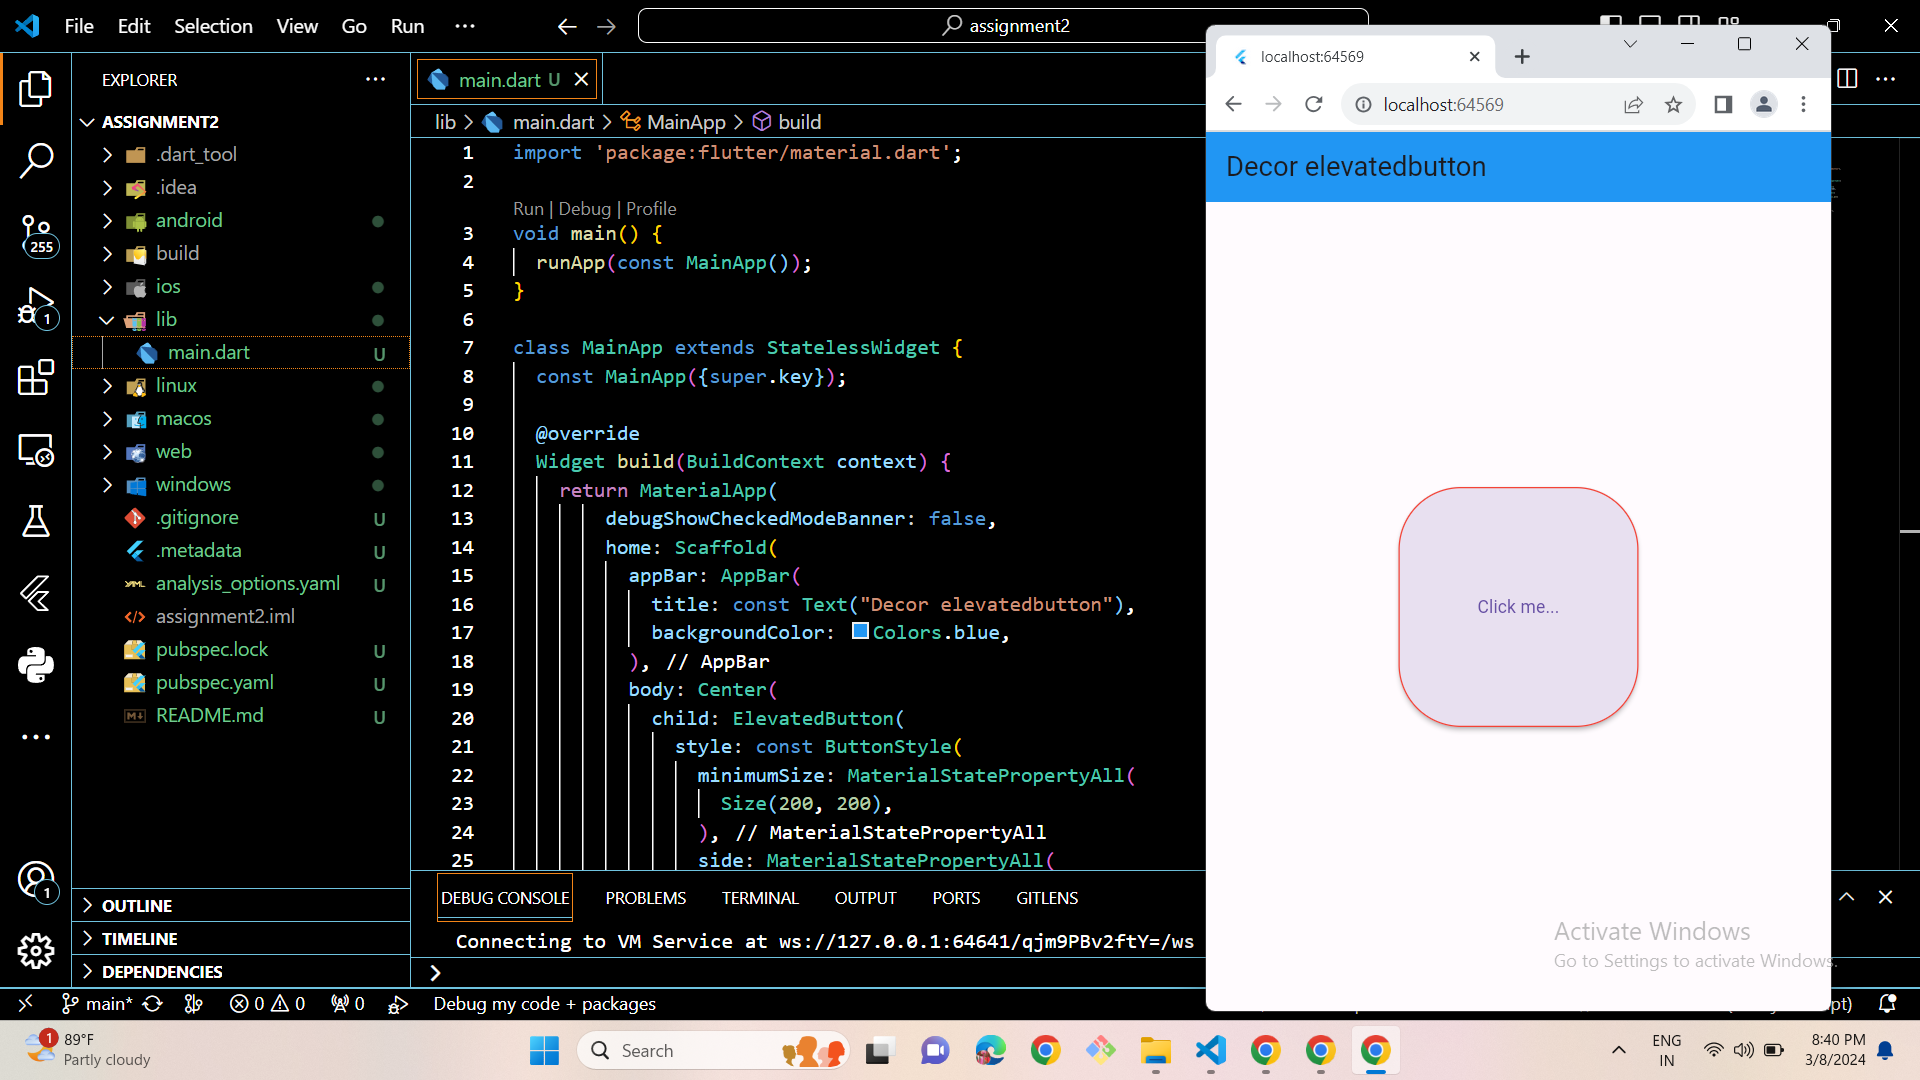 File Edit Selection View Go Run ···
assignment2
EXPLORER
ASSIGNMENT2
.dart_tool
.idea
android
build
ios
lib
main.dart U
linux
macos
web
windows
.gitignore U
.metadata U
analysis_options.yaml U
assignment2.iml
pubspec.lock U
pubspec.yaml U
README.md U
OUTLINE
TIMELINE
DEPENDENCIES
255
1
1
main.dart U
lib > main.dart > MainApp > build
1 import 'package:flutter/material.dart';
2
Run | Debug | Profile
3 void main() {
4 runApp(const MainApp());
5 }
6
7 class MainApp extends StatelessWidget {
8 const MainApp({super.key});
9
10 @override
11 Widget build(BuildContext context) {
12 return MaterialApp(
13 debugShowCheckedModeBanner: false,
14 home: Scaffold(
15 appBar: AppBar(
16 title: const Text("Decor elevatedbutton"),
17 backgroundColor: Colors.blue,
18 ), // AppBar
19 body: Center(
20 child: ElevatedButton(
21 style: const ButtonStyle(
22 minimumSize: MaterialStatePropertyAll(
23 Size(200, 200),
24 ), // MaterialStatePropertyAll
25 side: MaterialStatePropertyAll(
DEBUG CONSOLE PROBLEMS TERMINAL OUTPUT PORTS GITLENS
Connecting to VM Service at ws://127.0.0.1:64641/qjm9PBv2ftY=/ws
localhost:64569
localhost:64569
Decor elevatedbutton
Click me...
Activate Windows
Go to Settings to activate Windows.
main* 0 0 0 Debug my code + packages
pt)
1
89°F
Partly cloudy
Search
ENG
IN
8:40 PM
3/8/2024